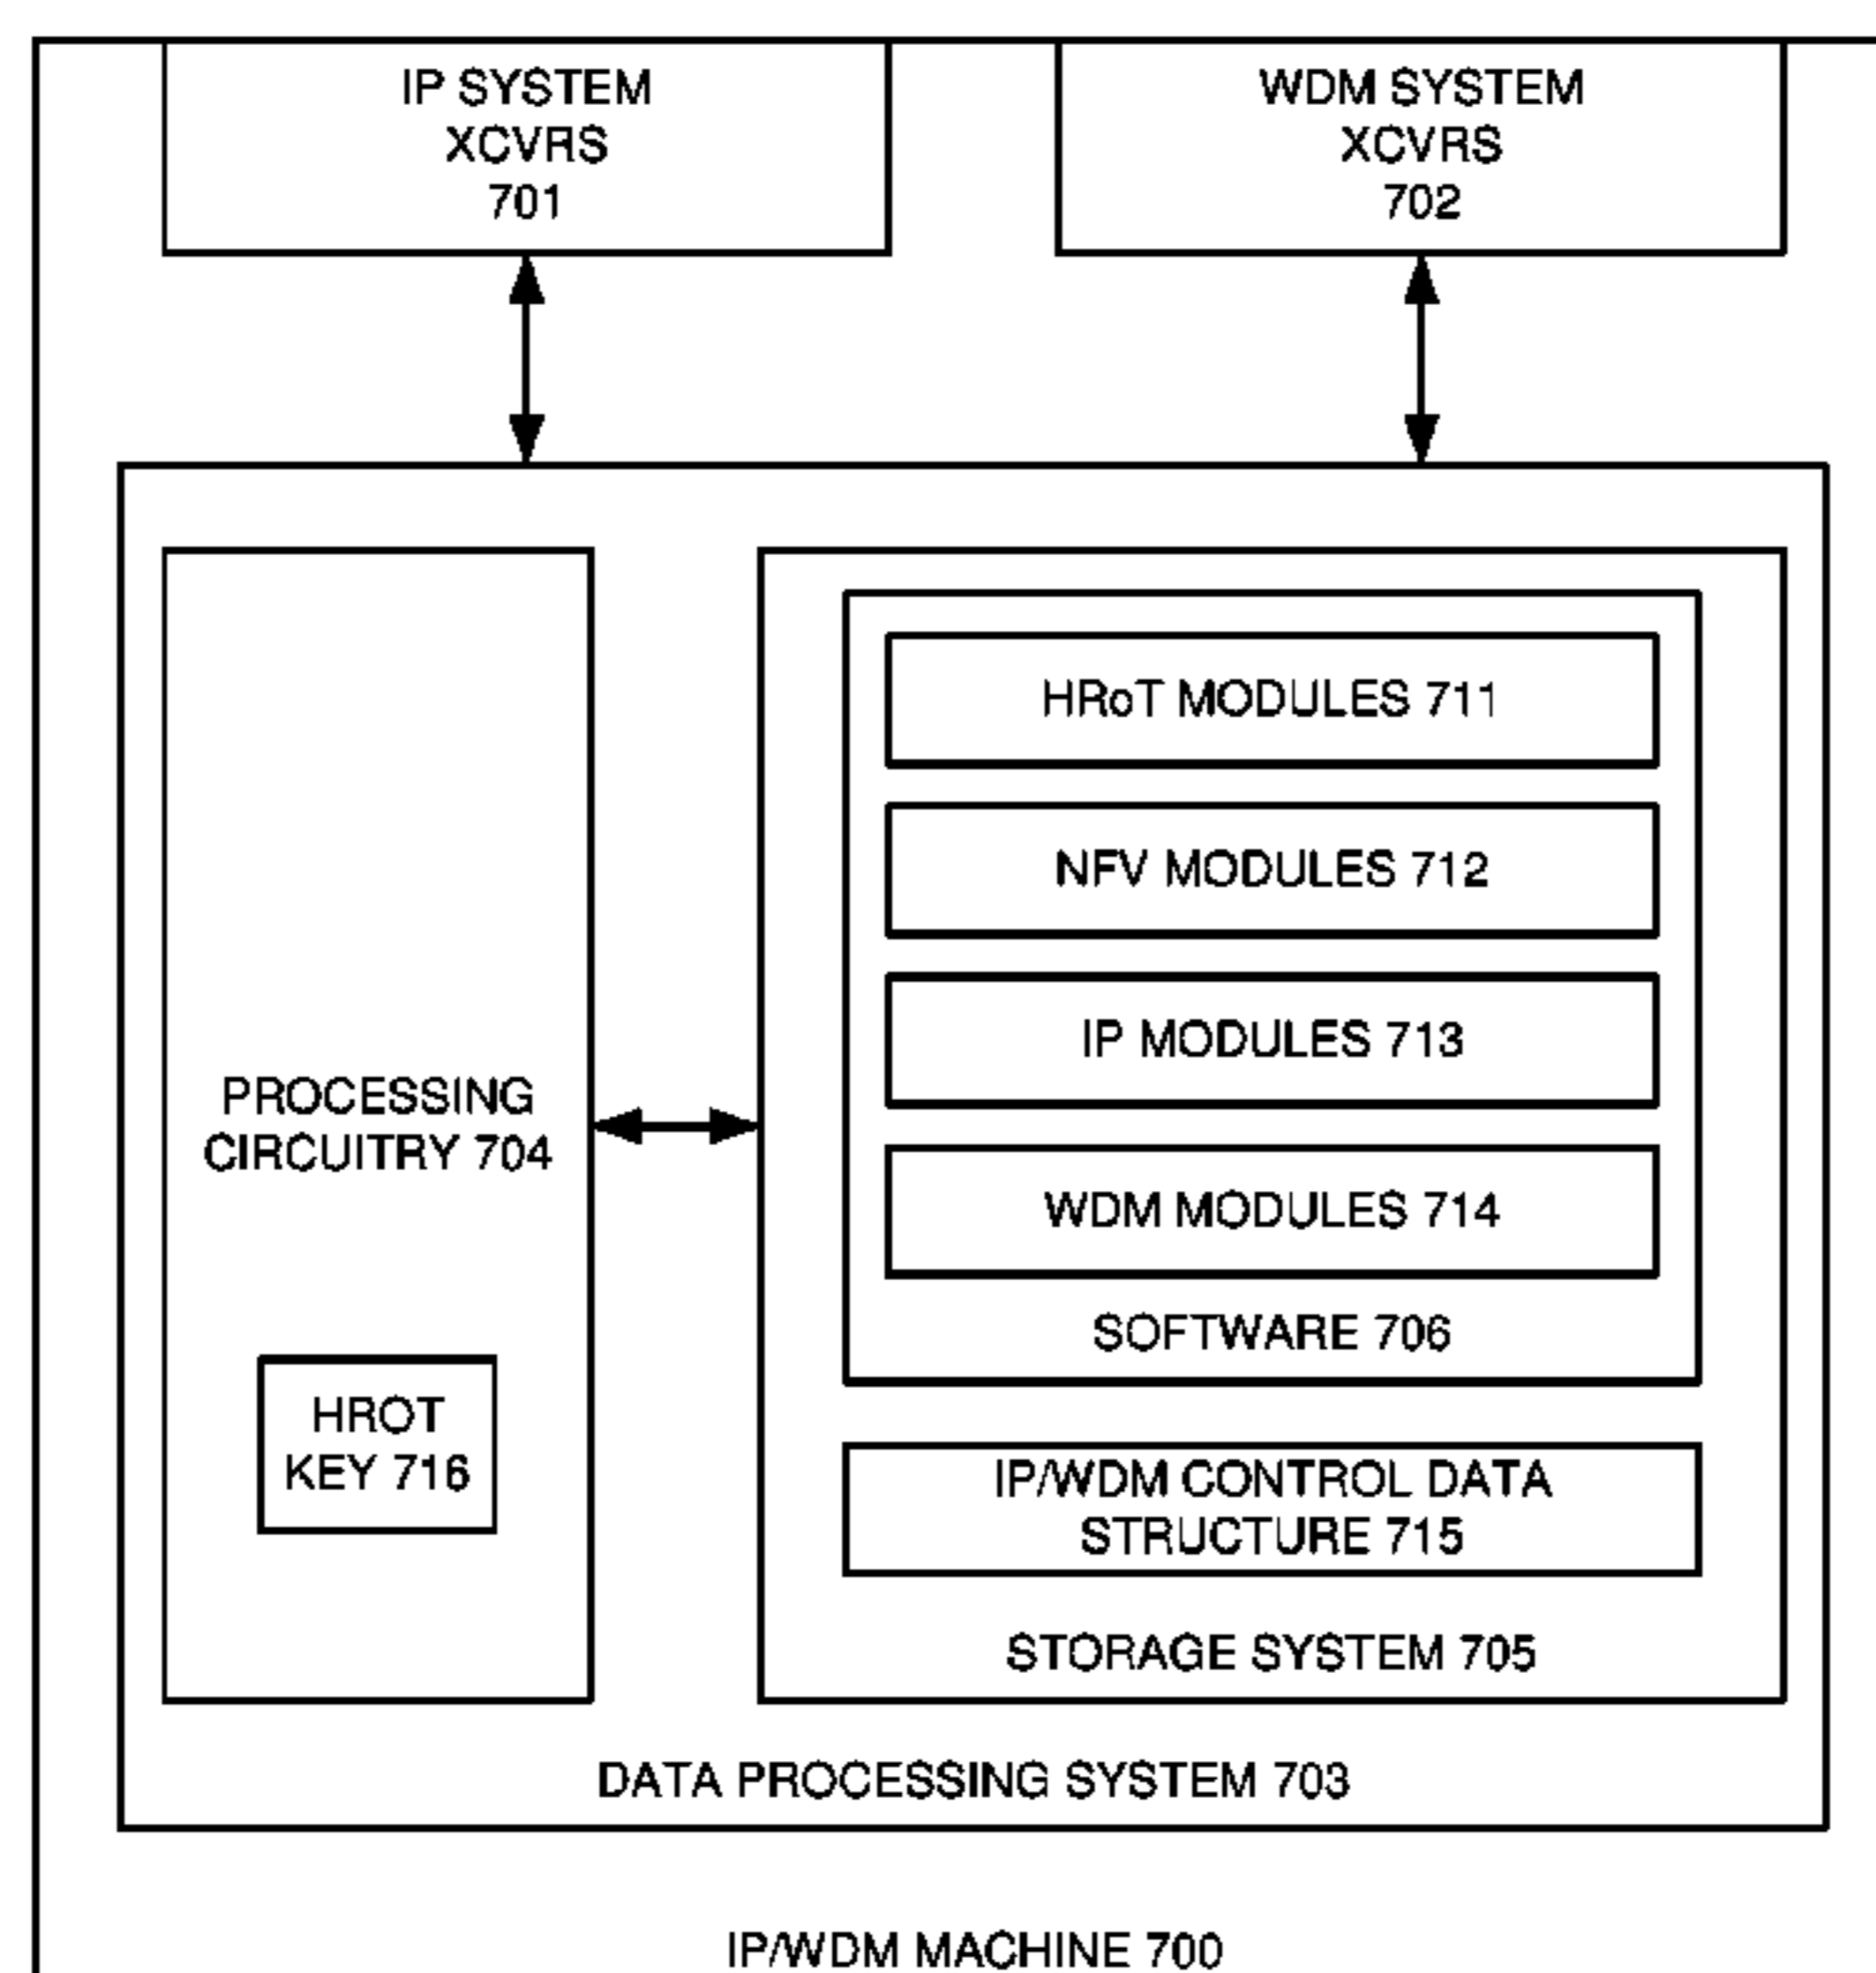 IP SYSTEM
XCVRS
701
WDM SYSTEM
XCVRS
702
HRoT MODULES 711
NFV MODULES 712
IP MODULES 713
WDM MODULES 714
SOFTWARE 706
PROCESSING
CIRCUITRY 704
HROT
KEY 716
IP/WDM CONTROL DATA
STRUCTURE 715
STORAGE SYSTEM 705
DATA PROCESSING SYSTEM 703
IP/WDM MACHINE 700